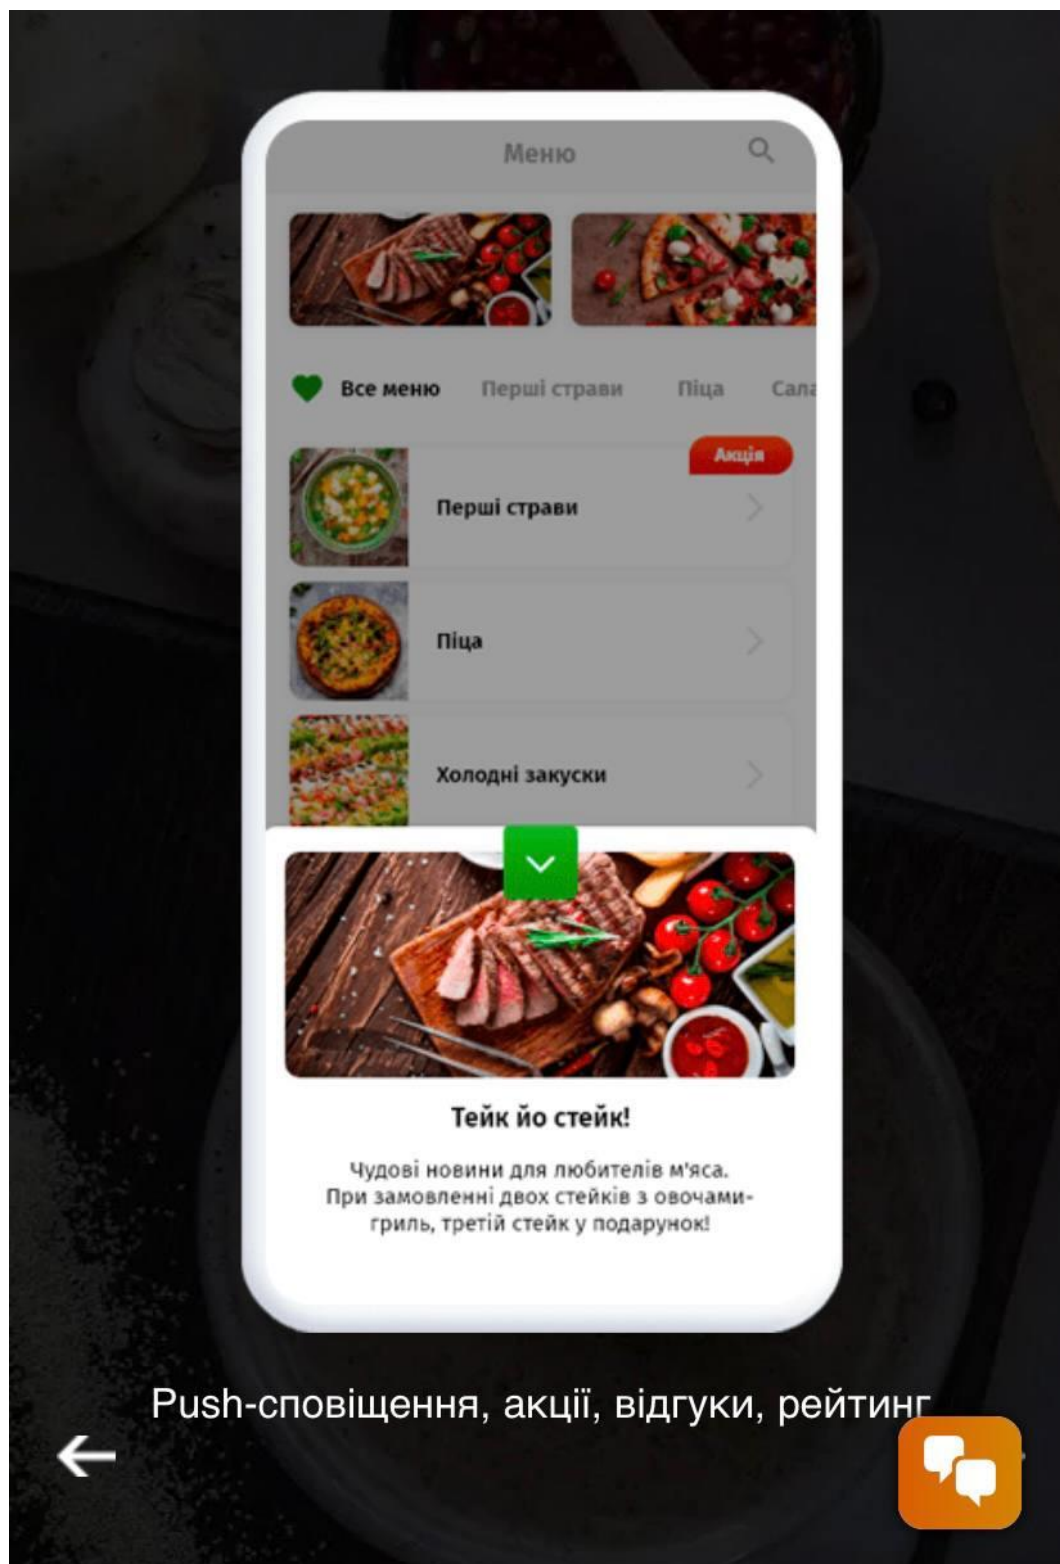 Меню
Все меню Перші страви Піца
Акція
Перші страви
Піца
Холодні закуски
Тейк йо стейк!
Чудові новини для любителів м'яса.
При замовленні двох стейків з овочами-
гриль, третій стейк у подарунок!
Push-сповіщення, акції, відгуки, рейтинг